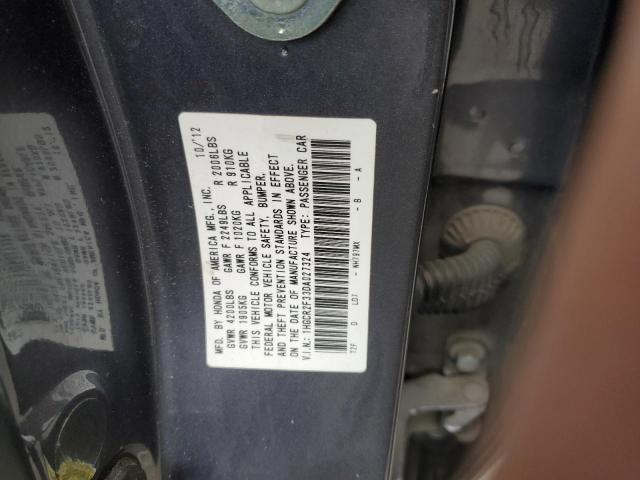 MFD. BY HONDA OF AMERICA MFG., INC. 10/12
GVWR 4200LBS GAWR F 2249LBS R 2006LBS
GVWR 1905KG GAWR F 1020KG R 910KG
THIS VEHICLE CONFORMS TO ALL APPLICABLE
FEDERAL MOTOR VEHICLE SAFETY, BUMPER,
AND THEFT PREVENTION STANDARDS IN EFFECT
ON THE DATE OF MANUFACTURE SHOWN ABOVE.
V.I.N.: 1HGCR2F33DA027324 TYPE: PASSENGER CAR
T2F D LD7 - NH797MX - B - A